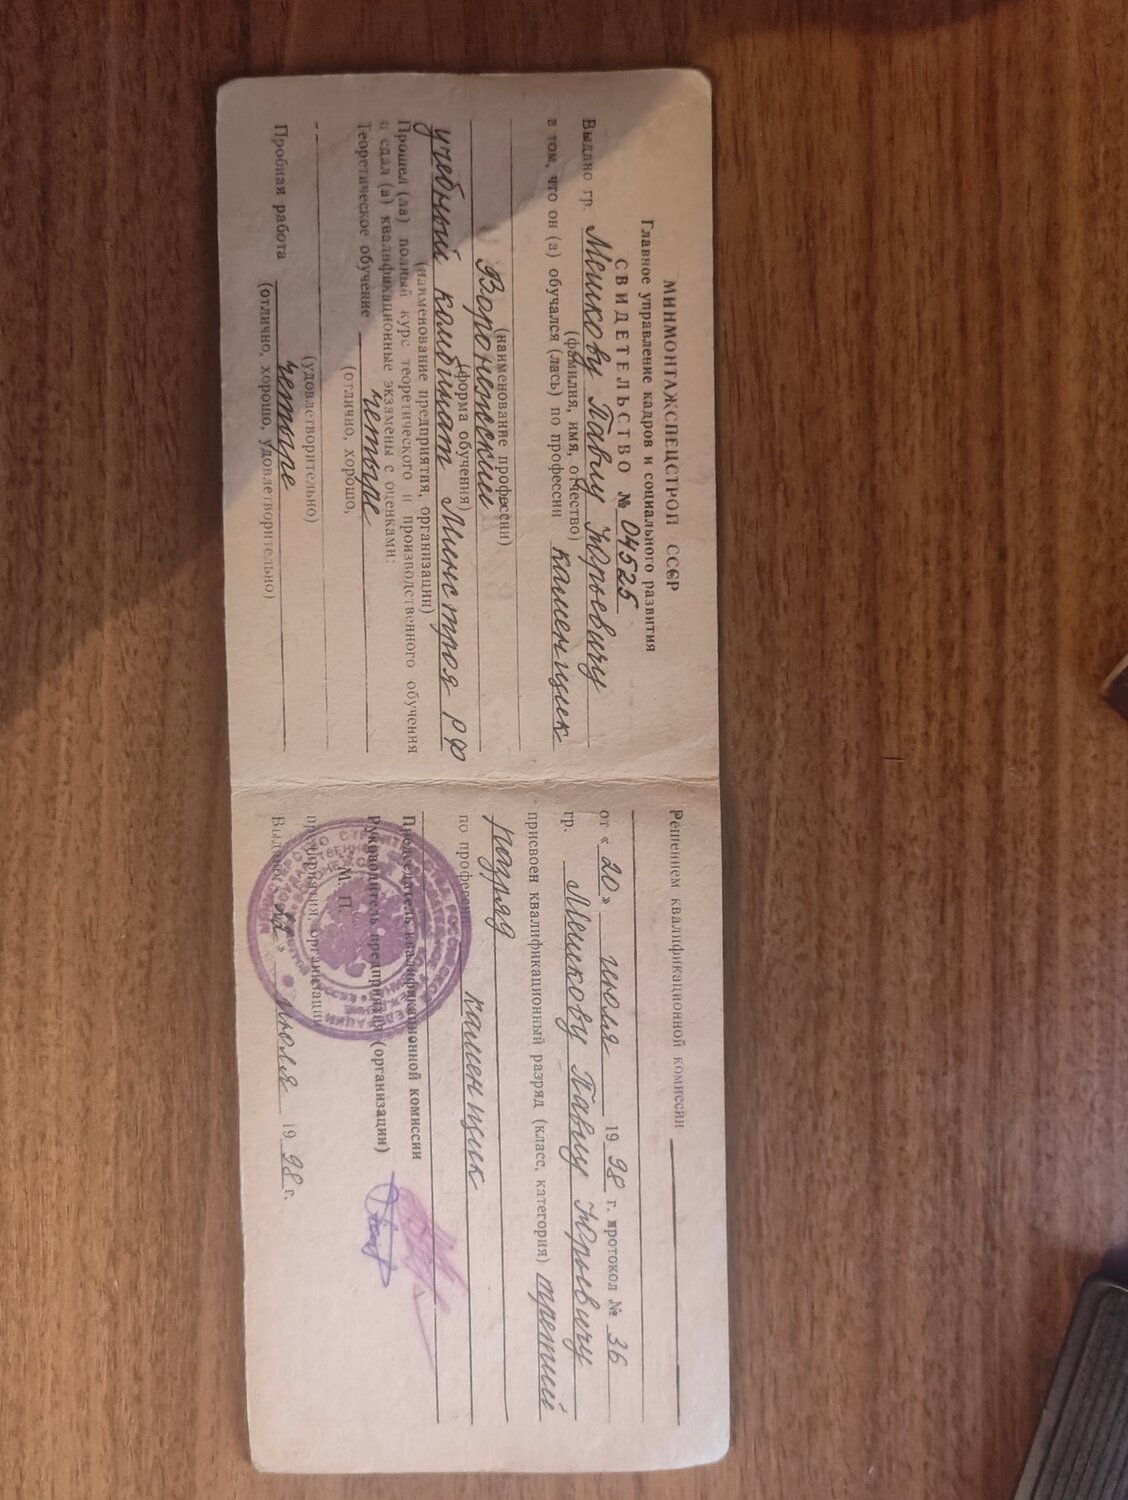 МИНМОНТАЖСПЕЦСТРОЙ СССР
Главное управление кадров и социального развития
СВИДЕТЕЛЬСТВО № 04525
Выдано гр. Мешкову Павлу Юрьевичу
(фамилия, имя, отчество)
в том, что он (а) обучался (лась) по профессии каменщик
(наименование профессии)
Воронежский
(форма обучения)
учебный комбинат Минстроя РФ
(наименование предприятия, организации)
Прошел (ла) полный курс теоретического и производственного обучения
и сдал (а) квалификационные экзамены с оценками:
Теоретическое обучение четыре
(отлично, хорошо,
(удовлетворительно)
Пробная работа четыре
(отлично, хорошо, удовлетворительно)
Решением квалификационной комиссии
от « 20 » июля 19 98 г. протокол № 36
гр. Мешкову Павлу Юрьевичу
присвоен квалификационный разряд (класс, категория) третий
разряд
по профессии каменщик
Председатель квалификационной комиссии
Руководитель предприятия (организации)
М. П.
предприятия, организации
» июля 19 98 г.